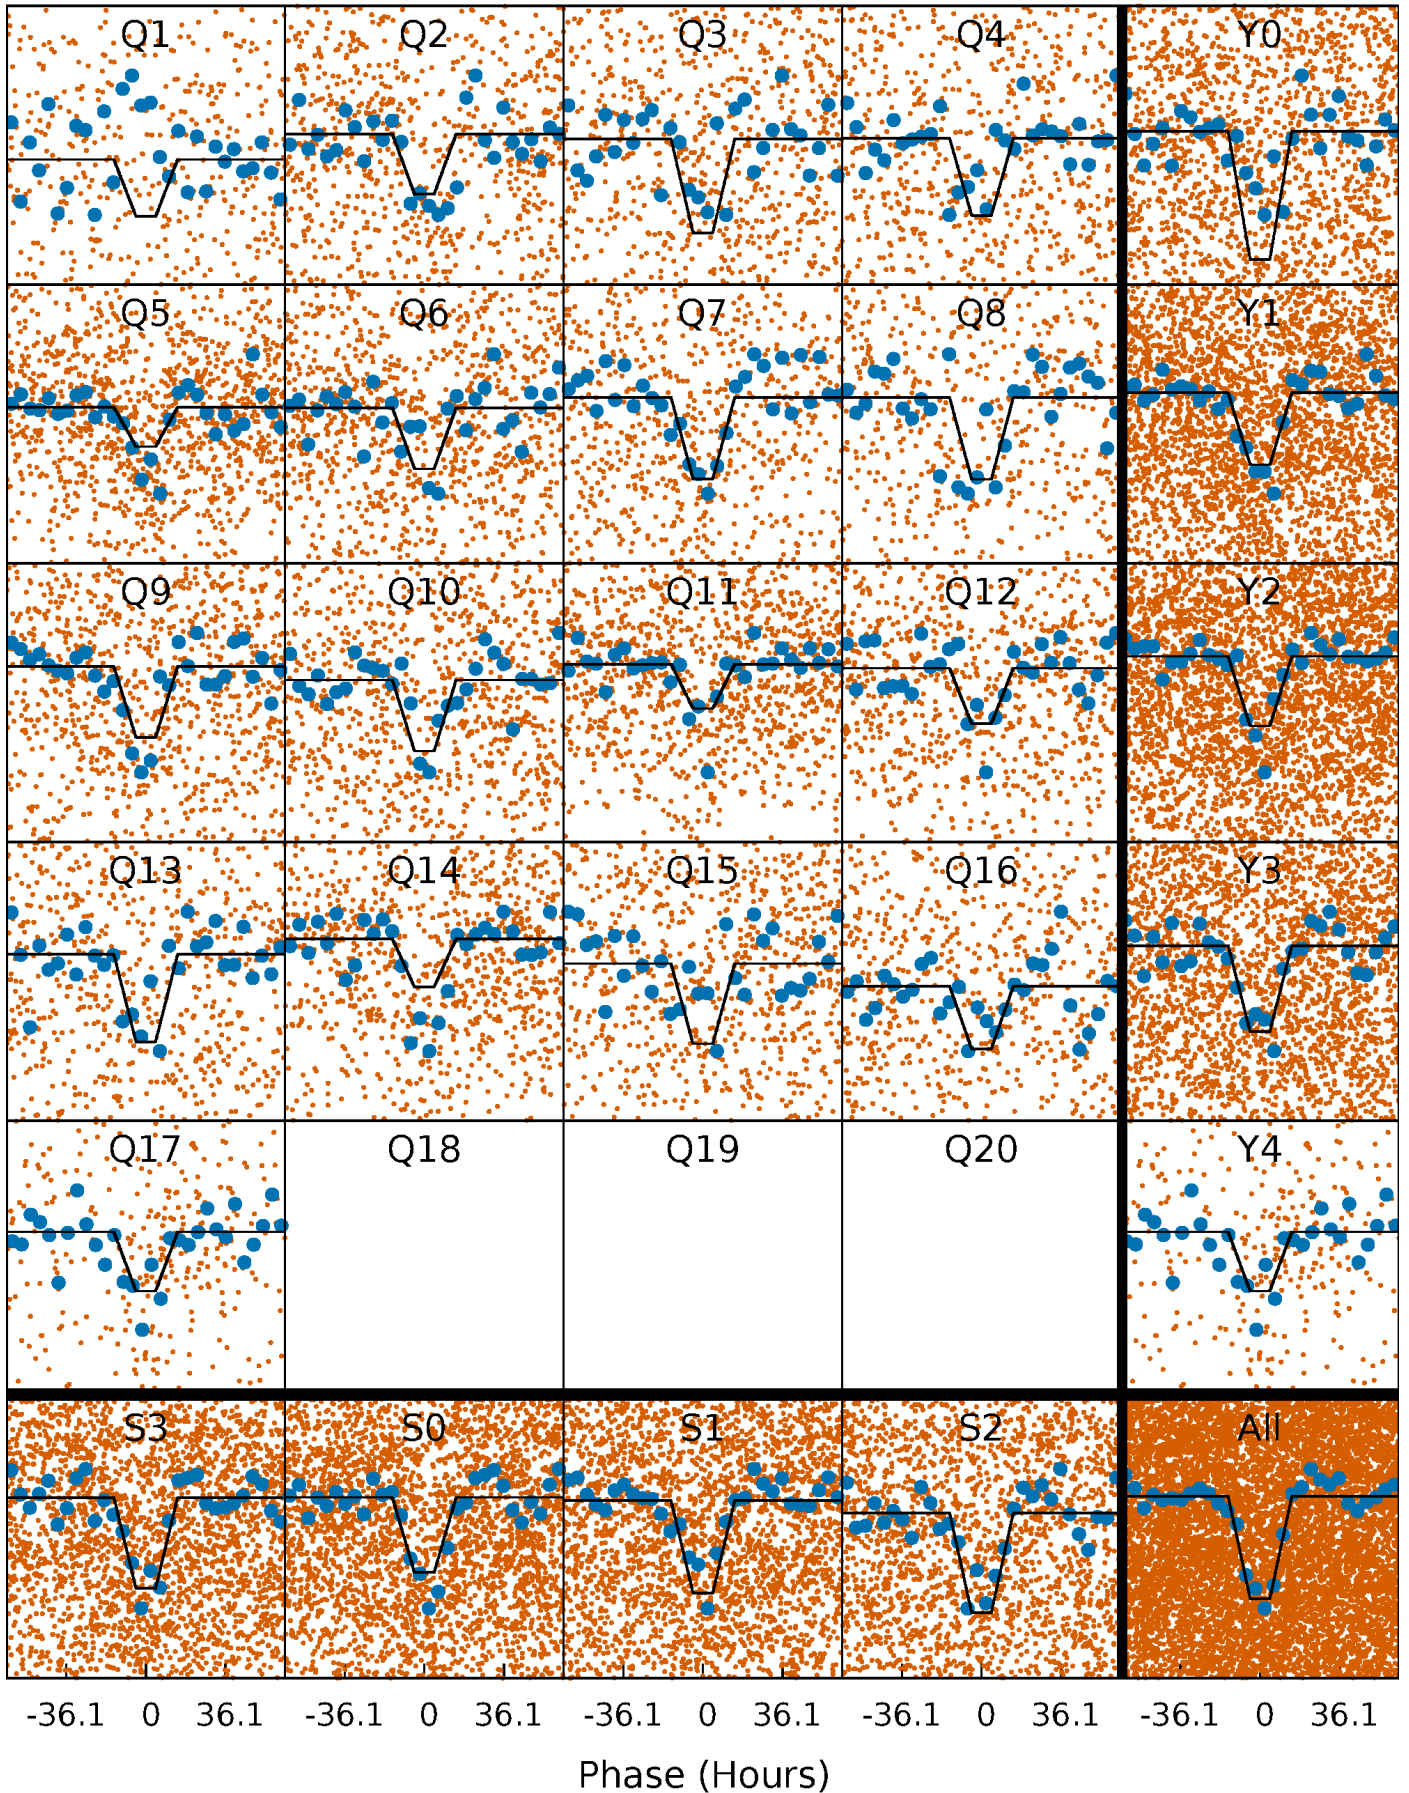 Q1 Q2 Q3 Q4 Y0
Q5 Q6 Q7 Q8 Y1
Q9 Q10 Q11 Q12 Y2
Q13 Q14 Q15 Q16 Y3
Q17 Q18 Q19 Q20 Y4
S3 S0 S1 S2 All
-36.1 0 36.1 -36.1 0 36.1 -36.1 0 36.1 -36.1 0 36.1 -36.1 0 36.1
Phase (Hours)